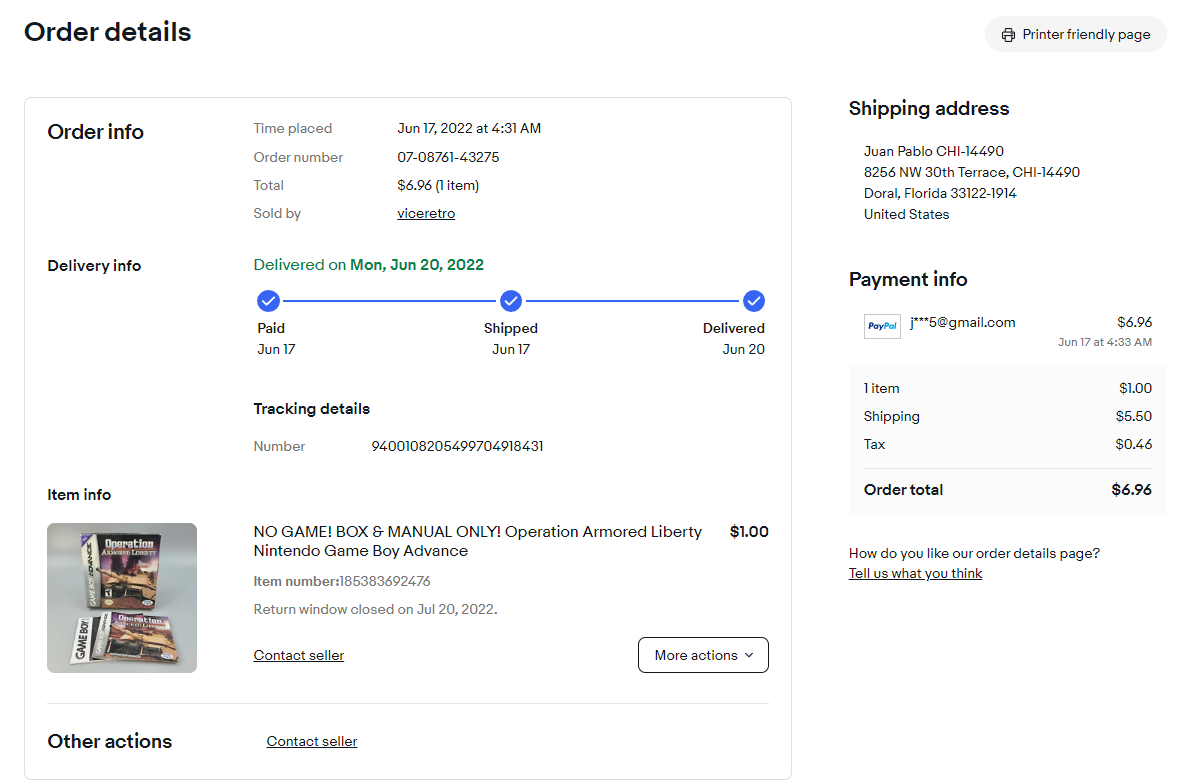 Order details
Printer friendly page
Order info
Time placed Jun 17, 2022 at 4:31 AM
Order number 07-08761-43275
Total $6.96 (1 item)
Sold by viceretro
Delivery info
Delivered on Mon, Jun 20, 2022
Paid Shipped Delivered
Jun 17 Jun 17 Jun 20
Tracking details
Number 9400108205499704918431
Item info
Operation
ARMORED LIBERTY
GAME BOY ADVANCE
GAME BOY
Operation
ARMORED LIBERTY
NO GAME! BOX & MANUAL ONLY! Operation Armored Liberty $1.00
Nintendo Game Boy Advance
Item number:185383692476
Return window closed on Jul 20, 2022.
Contact seller
More actions
Other actions Contact seller
Shipping address
Juan Pablo CHI-14490
8256 NW 30th Terrace, CHI-14490
Doral, Florida 33122-1914
United States
Payment info
PayPal j***5@gmail.com $6.96
Jun 17 at 4:33 AM
1 item $1.00
Shipping $5.50
Tax $0.46
Order total $6.96
How do you like our order details page?
Tell us what you think